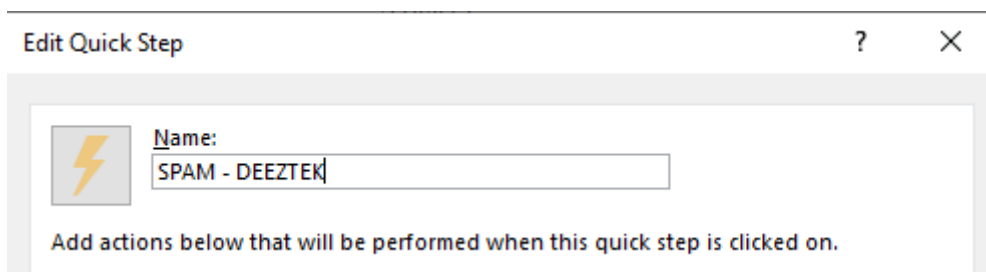 Edit Quick Step ? ×
Name:
SPAM - DEEZTEK
Add actions below that will be performed when this quick step is clicked on.